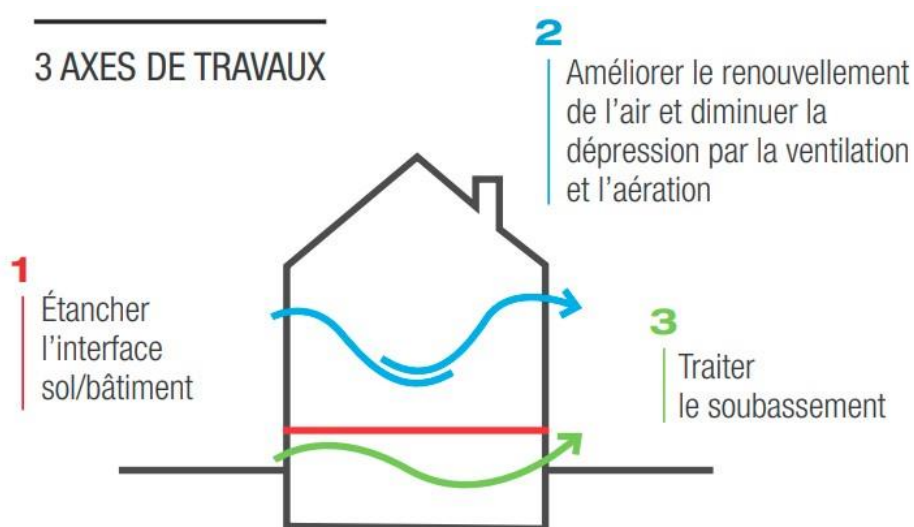 3 AXES DE TRAVAUX
2
Améliorer le renouvellement
de l'air et diminuer la
dépression par la ventilation
et l'aération
1
Étancher
l'interface
sol/bâtiment
3
Traiter
le soubassement